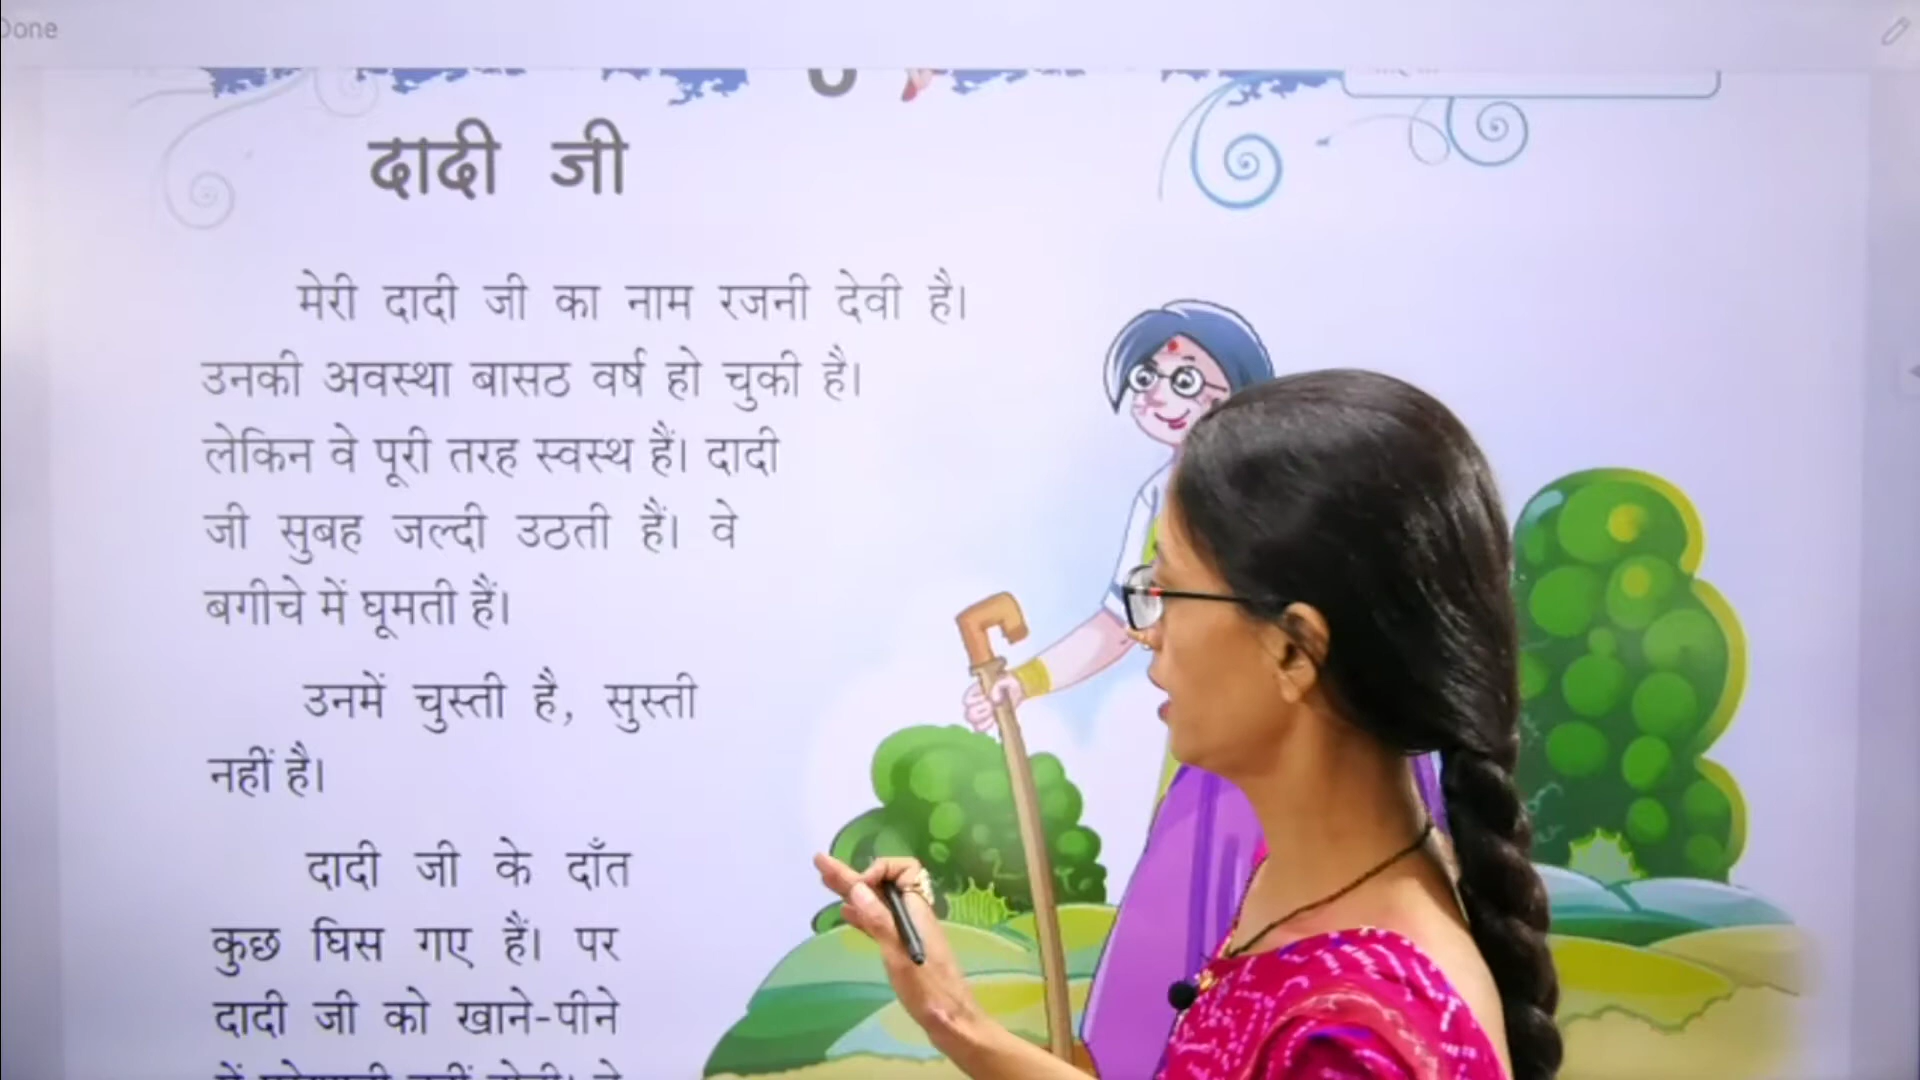 Done
दादी जी
मेरी दादी जी का नाम रजनी देवी है।
उनकी अवस्था बासठ वर्ष हो चुकी है।
लेकिन वे पूरी तरह स्वस्थ हैं। दादी
जी सुबह जल्दी उठती हैं। वे
बगीचे में घूमती हैं।
उनमें चुस्ती है, सुस्ती
नहीं है।
दादी जी के दाँत
कुछ घिस गए हैं। पर
दादी जी को खाने-पीने